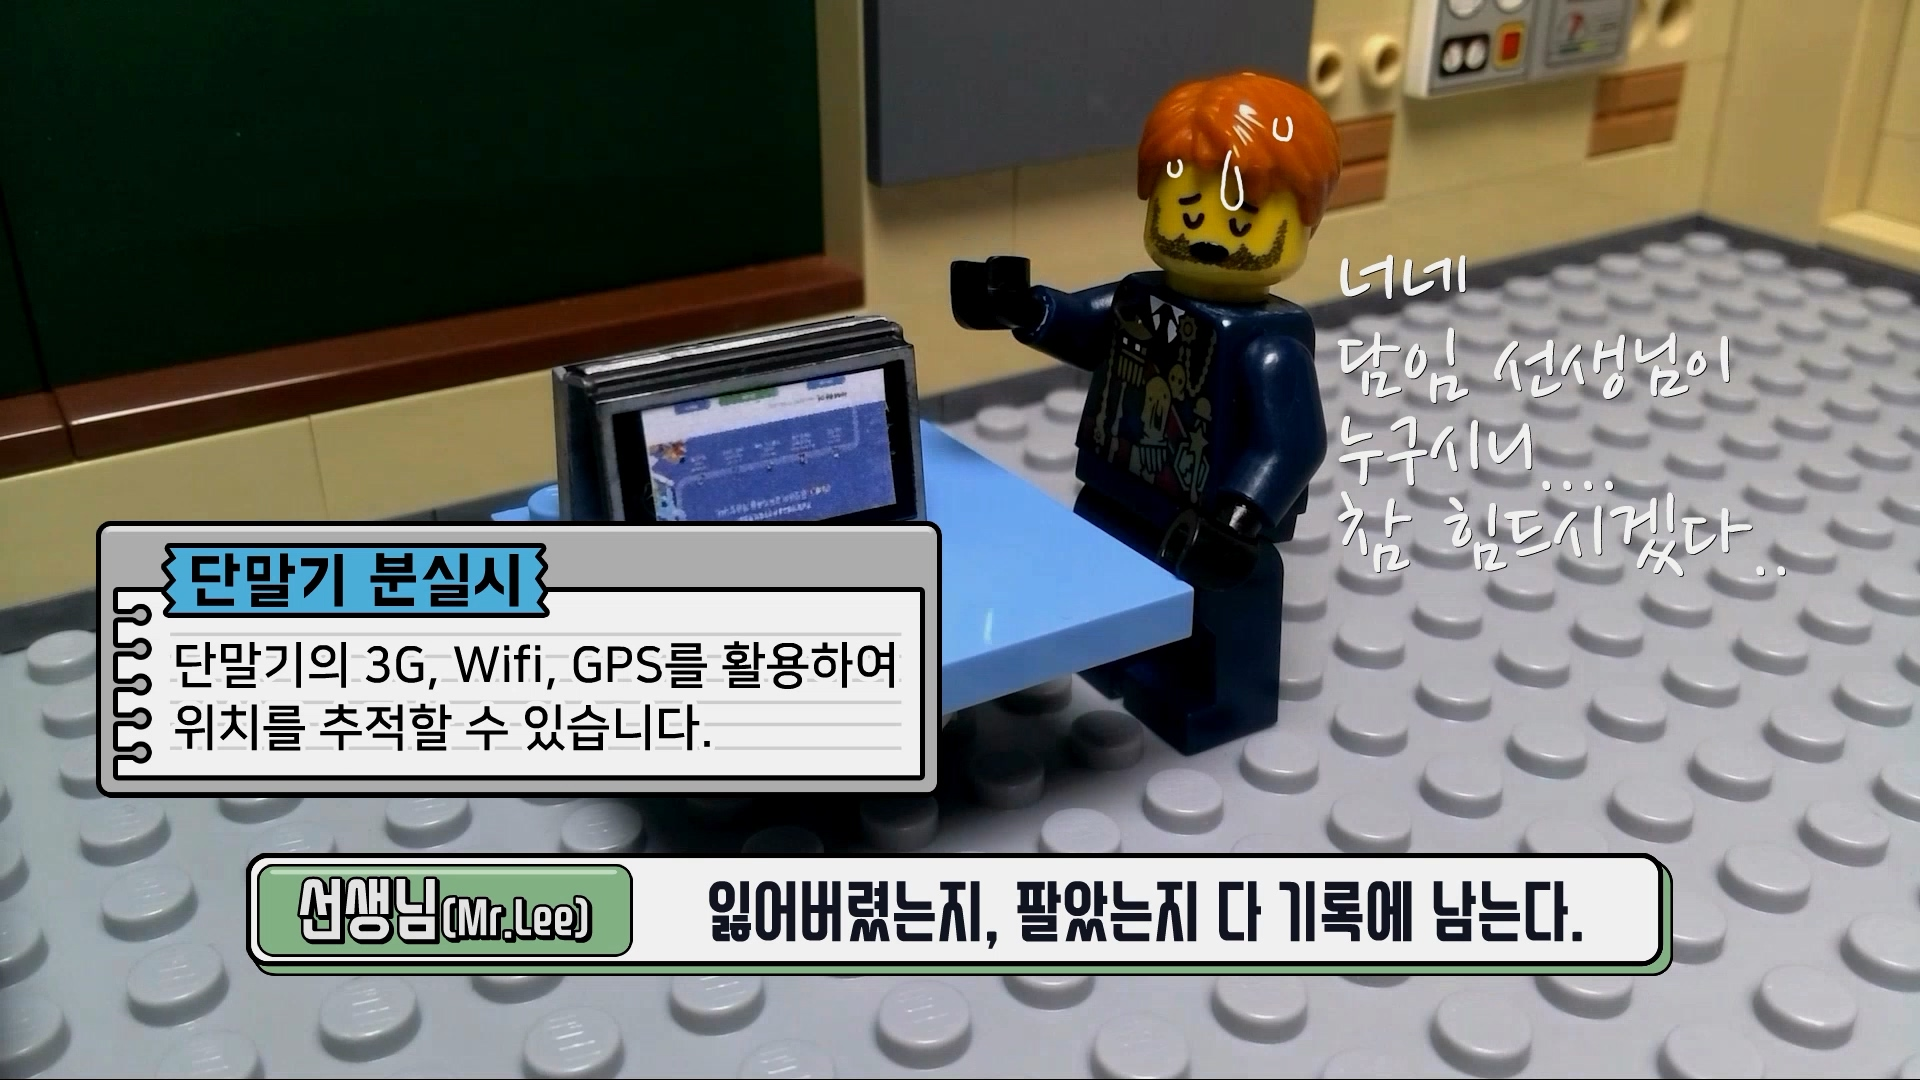 너네
담임 선생님이
누구시니....
참 힘드시겠다..
단말기 분실시
단말기의 3G, Wifi, GPS를 활용하여
위치를 추적할 수 있습니다.
선생님(Mr.Lee)
잃어버렸는지, 팔았는지 다 기록에 남는다.